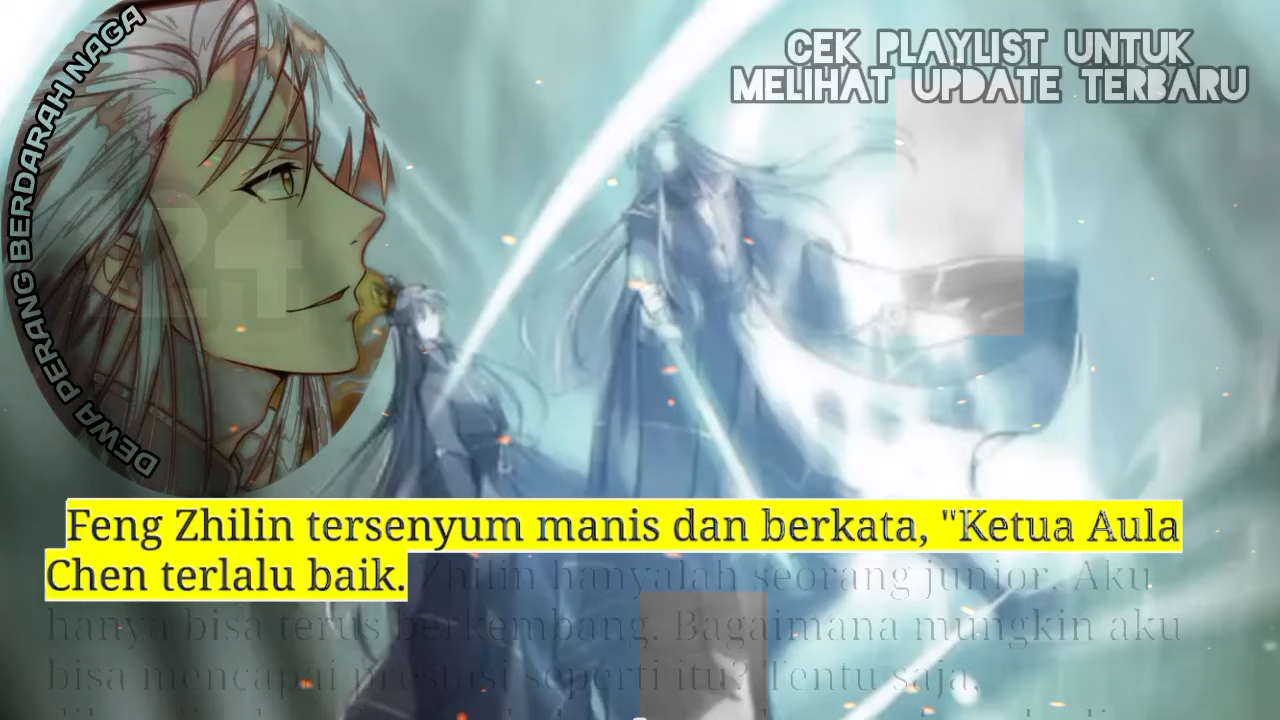 DEWA PERANG BERDARAH NAGA
CEK PLAYLIST UNTUK
MELIHAT UPDATE TERBARU
Feng Zhilin tersenyum manis dan berkata, "Ketua Aula
Chen terlalu baik. Zhilin hanyalah seorang junior. Aku
hanya bisa terus berkembang. Bagaimana mungkin aku
bisa mencapai prestasi seperti itu? Tentu saja,